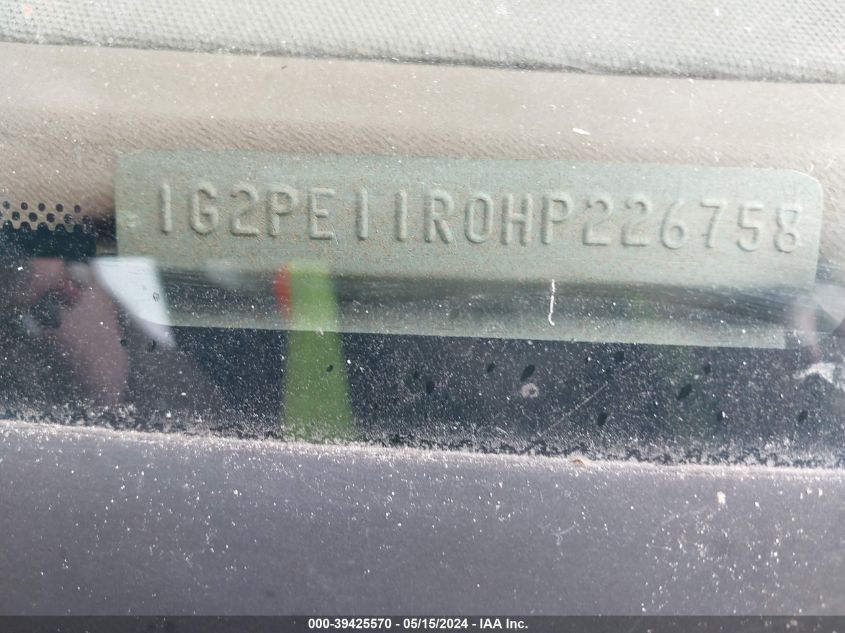 1G2PE11R0HP226758
000-39425570 - 05/15/2024 - IAA Inc.